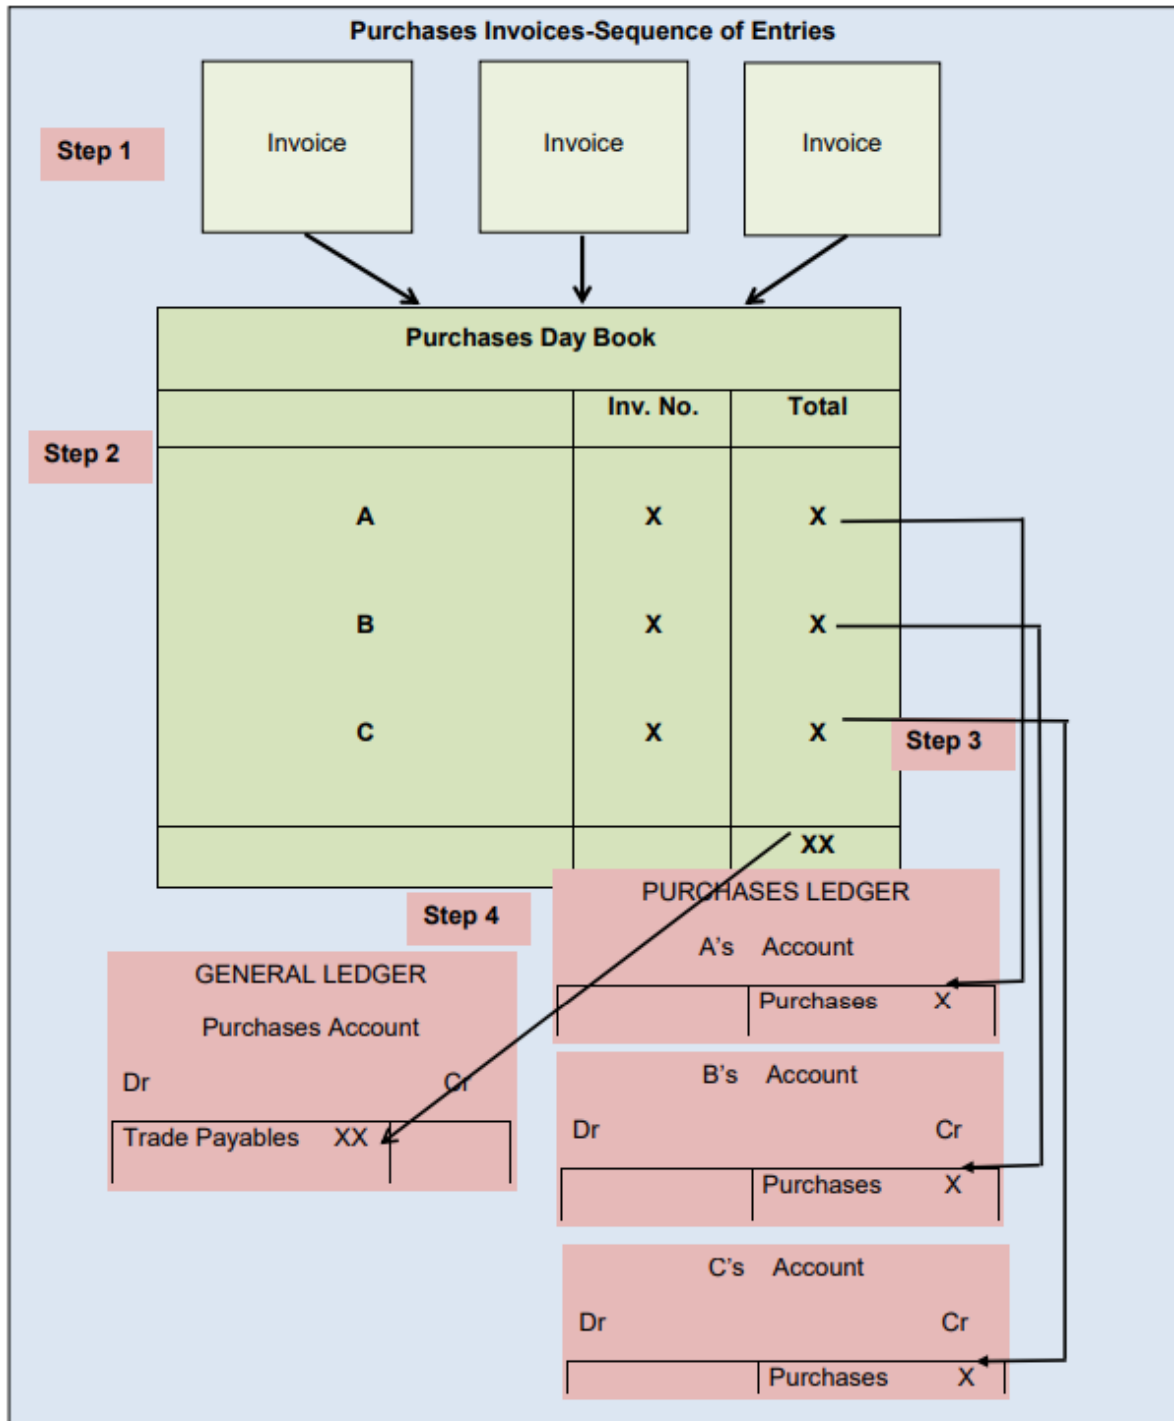 Purchases Invoices-Sequence of Entries
Step 1
Invoice
Invoice
Invoice
Purchases Day Book
Inv. No.
Total
Step 2
A
X
X
B
X
X
C
X
X
Step 3
XX
Step 4
PURCHASES LEDGER
A's Account
Purchases X
GENERAL LEDGER
Purchases Account
Dr Cr
Trade Payables XX
B's Account
Dr Cr
Purchases X
C's Account
Dr Cr
Purchases X